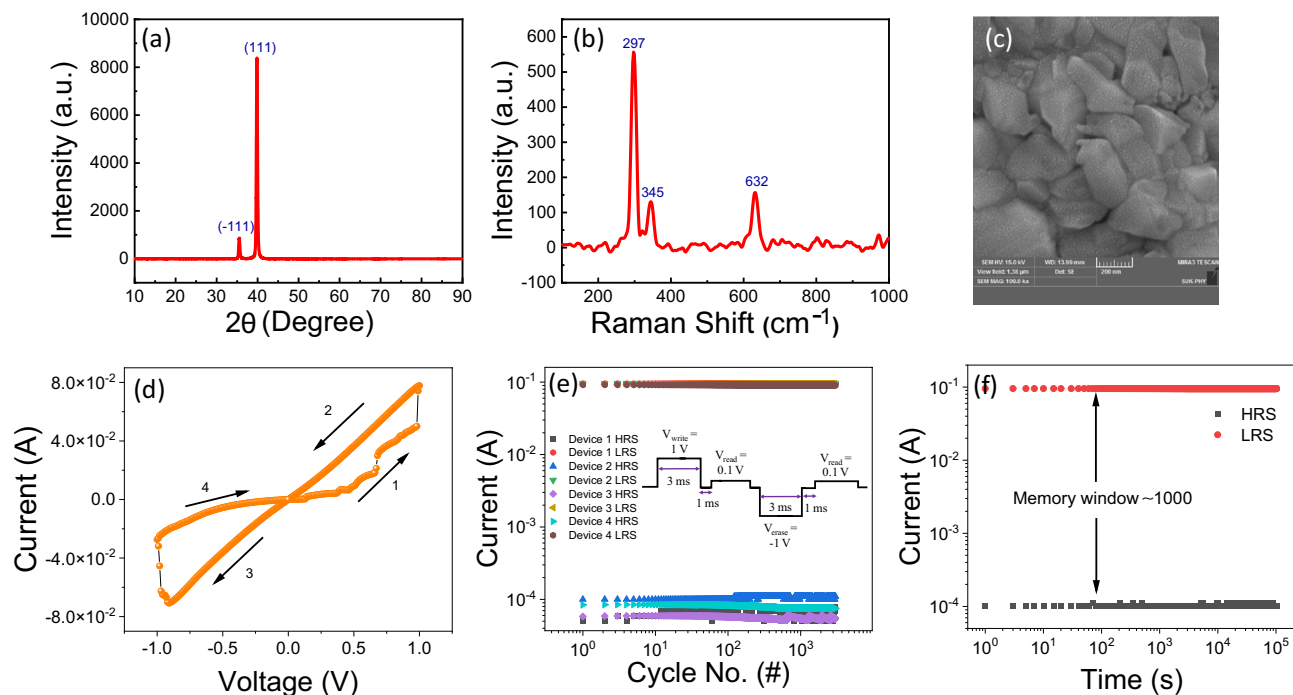 (a)
10000
8000
6000
4000
2000
0
Intensity (a.u.)
(111)
(-111)
10 20 30 40 50 60 70 80 90
2θ (Degree)
(b)
600
500
400
300
200
100
0
-100
Intensity (a.u.)
297
345
632
200 400 600 800 1000
Raman Shift (cm⁻¹)
(c)
SEM HV: 15.0 kV WD: 13.99 mm MIRA3 TESCAN
View field: 1.38 µm Det: SE 200 nm
SEM MAG: 100.0 kx SUK-PHY
(d)
8.0×10⁻²
4.0×10⁻²
0.0
-4.0×10⁻²
-8.0×10⁻²
Current (A)
2
1
4
3
-1.0 -0.5 0.0 0.5 1.0
Voltage (V)
(e)
10⁻¹
10⁻²
10⁻³
10⁻⁴
Current (A)
Device 1 HRS
Device 1 LRS
Device 2 HRS
Device 2 LRS
Device 3 HRS
Device 3 LRS
Device 4 HRS
Device 4 LRS
Vwrite =
1 V
3 ms
1 ms
Vread =
0.1 V
3 ms
Verase =
-1 V
1 ms
Vread =
0.1 V
10⁰ 10¹ 10² 10³
Cycle No. (#)
(f)
10⁻¹
10⁻²
10⁻³
10⁻⁴
Current (A)
HRS
LRS
Memory window ~1000
10⁰ 10¹ 10² 10³ 10⁴ 10⁵
Time (s)